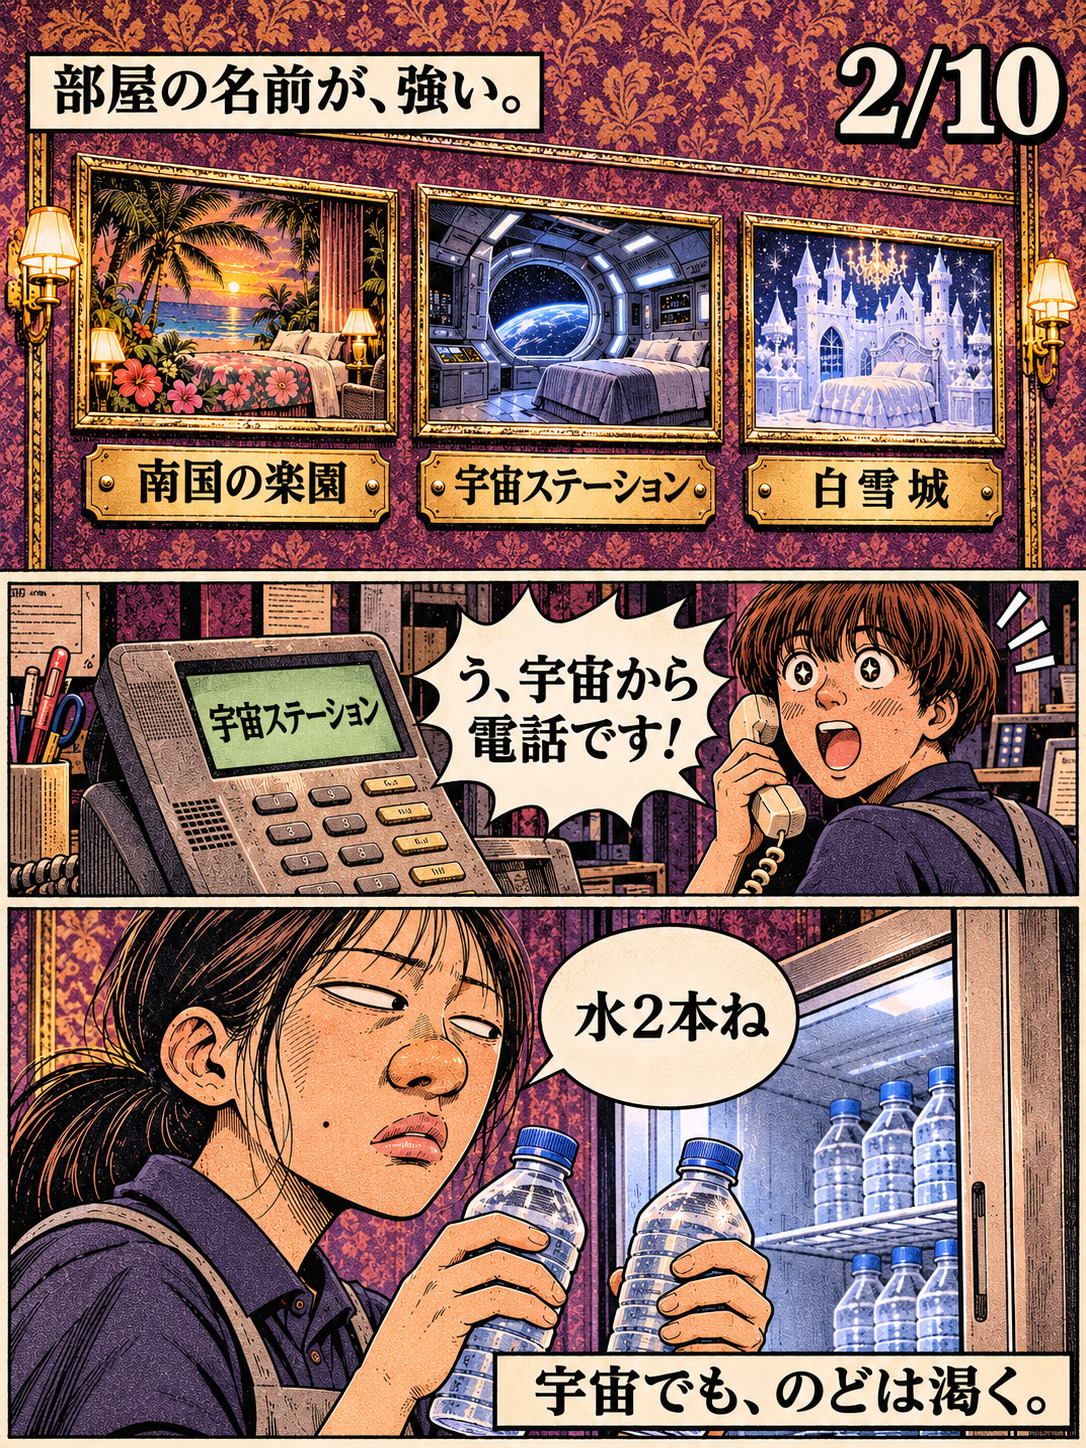 部屋の名前が、強い。
2/10
南国の楽園
宇宙ステーション
白雪城
宇宙ステーション
う、宇宙から
電話です!
水2本ね
宇宙でも、のどは渇く。